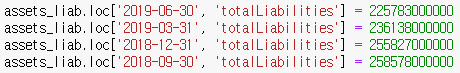 assets_liab.loc['2019-06-30', 'totalLiabilities'] = 225783000000
assets_liab.loc['2019-03-31', 'totalLiabilities'] = 236138000000
assets_liab.loc['2018-12-31', 'totalLiabilities'] = 255827000000
assets_liab.loc['2018-09-30', 'totalLiabilities'] = 258578000000